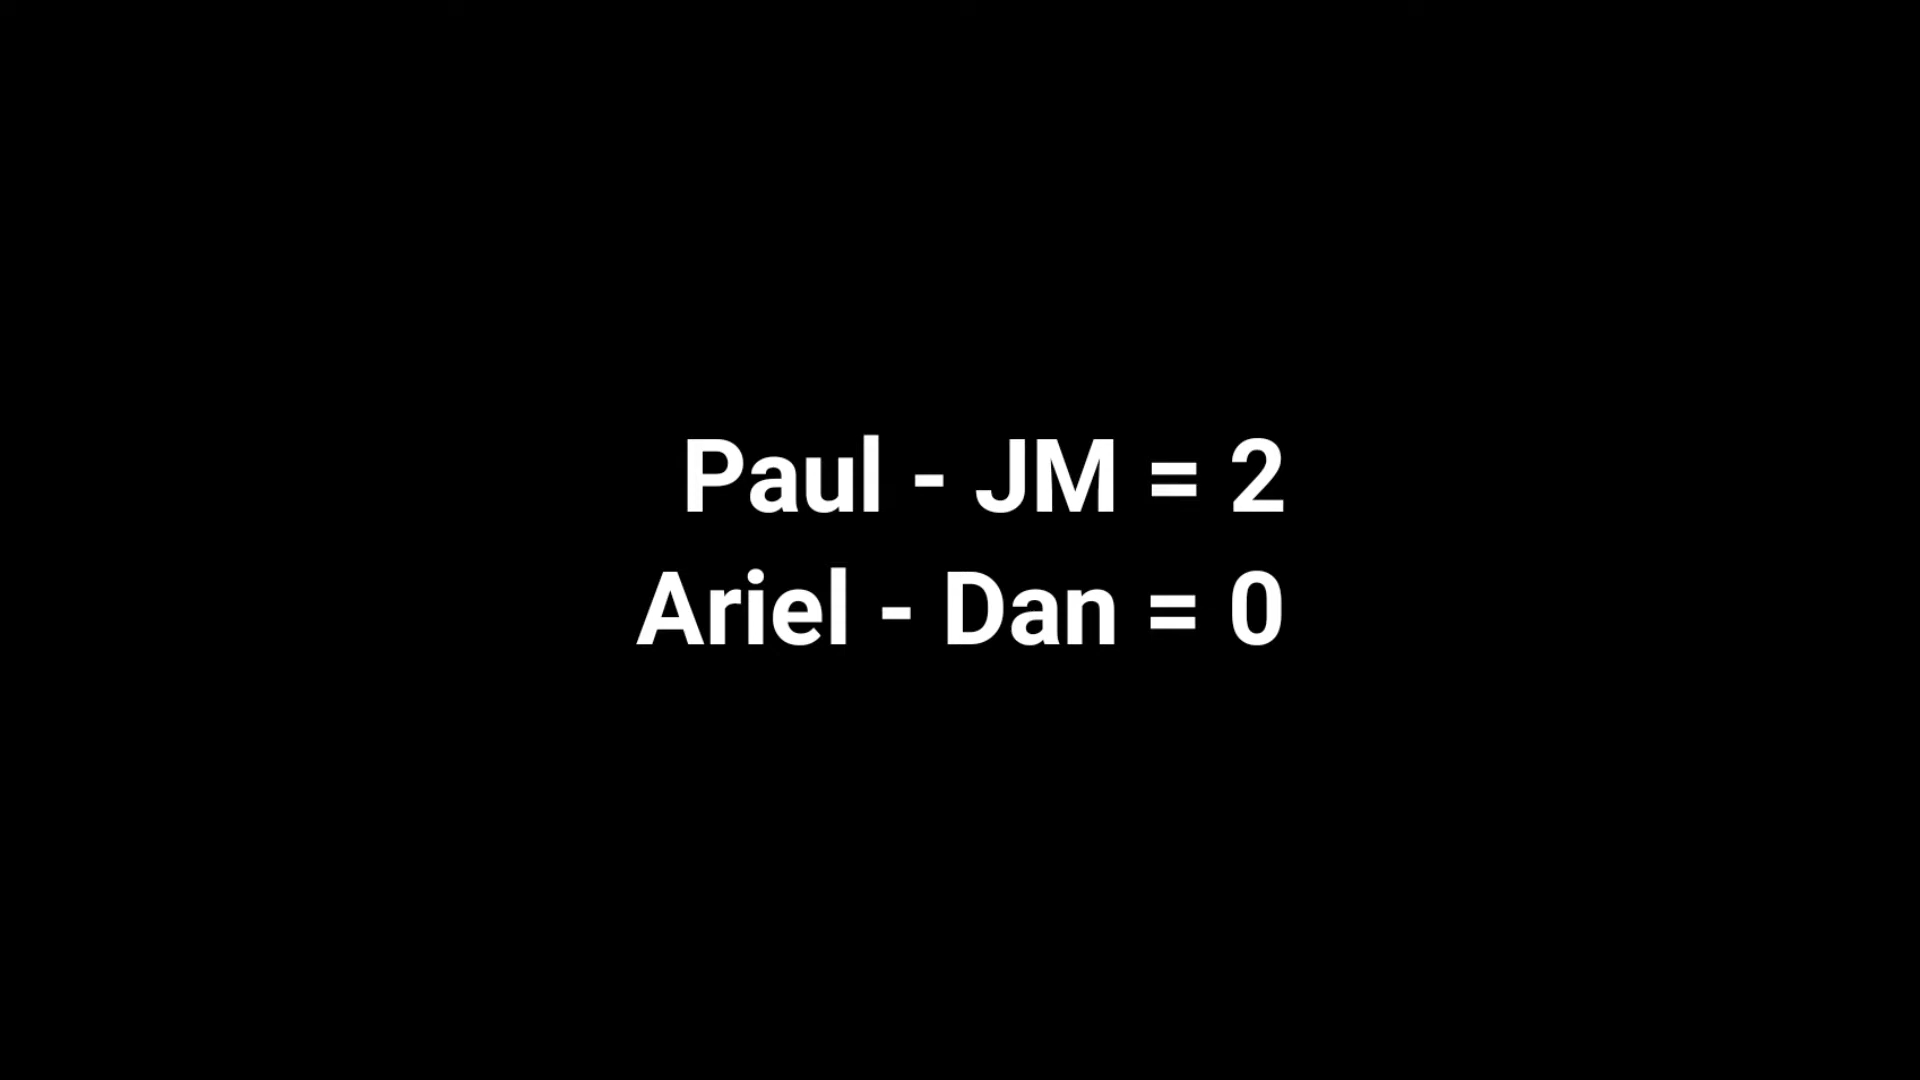 Paul - JM = 2
Ariel - Dan = 0